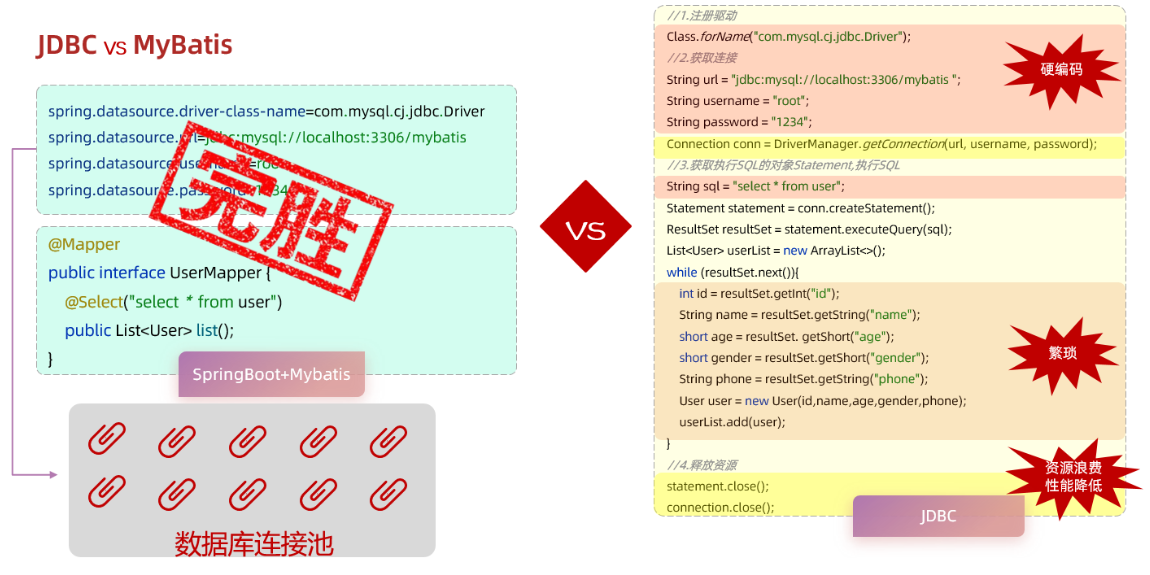 JDBC vs MyBatis
spring.datasource.driver-class-name=com.mysql.cj.jdbc.Driver
spring.datasource.url=jdbc:mysql://localhost:3306/mybatis
spring.datasource.username=root
spring.datasource.password=1234
完胜
@Mapper
public interface UserMapper {
@Select("select * from user")
public List<User> list();
}
SpringBoot+Mybatis
数据库连接池
VS
//1.注册驱动
Class.forName("com.mysql.cj.jdbc.Driver");
//2.获取连接
String url = "jdbc:mysql://localhost:3306/mybatis ";
String username = "root";
String password = "1234";
硬编码
Connection conn = DriverManager.getConnection(url, username, password);
//3.获取执行SQL的对象Statement,执行SQL
String sql = "select * from user";
Statement statement = conn.createStatement();
ResultSet resultSet = statement.executeQuery(sql);
List<User> userList = new ArrayList<>();
while (resultSet.next()){
int id = resultSet.getInt("id");
String name = resultSet.getString("name");
short age = resultSet. getShort("age");
short gender = resultSet.getShort("gender");
String phone = resultSet.getString("phone");
User user = new User(id,name,age,gender,phone);
userList.add(user);
繁琐
}
//4.释放资源
statement.close();
connection.close();
资源浪费
性能降低
JDBC